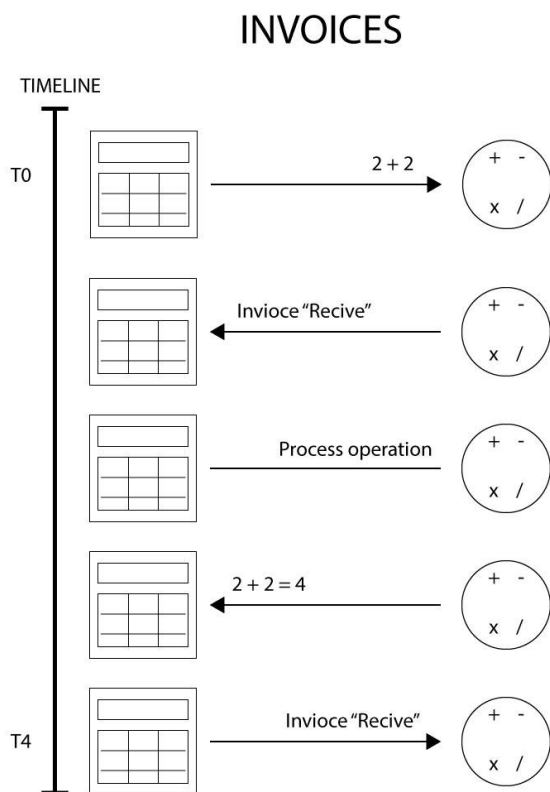 INVOICES
TIMELINE
T0
2 + 2
+ -
x /
Invioce “Recive”
+ -
x /
Process operation
+ -
x /
2 + 2 = 4
+ -
x /
T4
Invioce “Recive”
+ -
x /